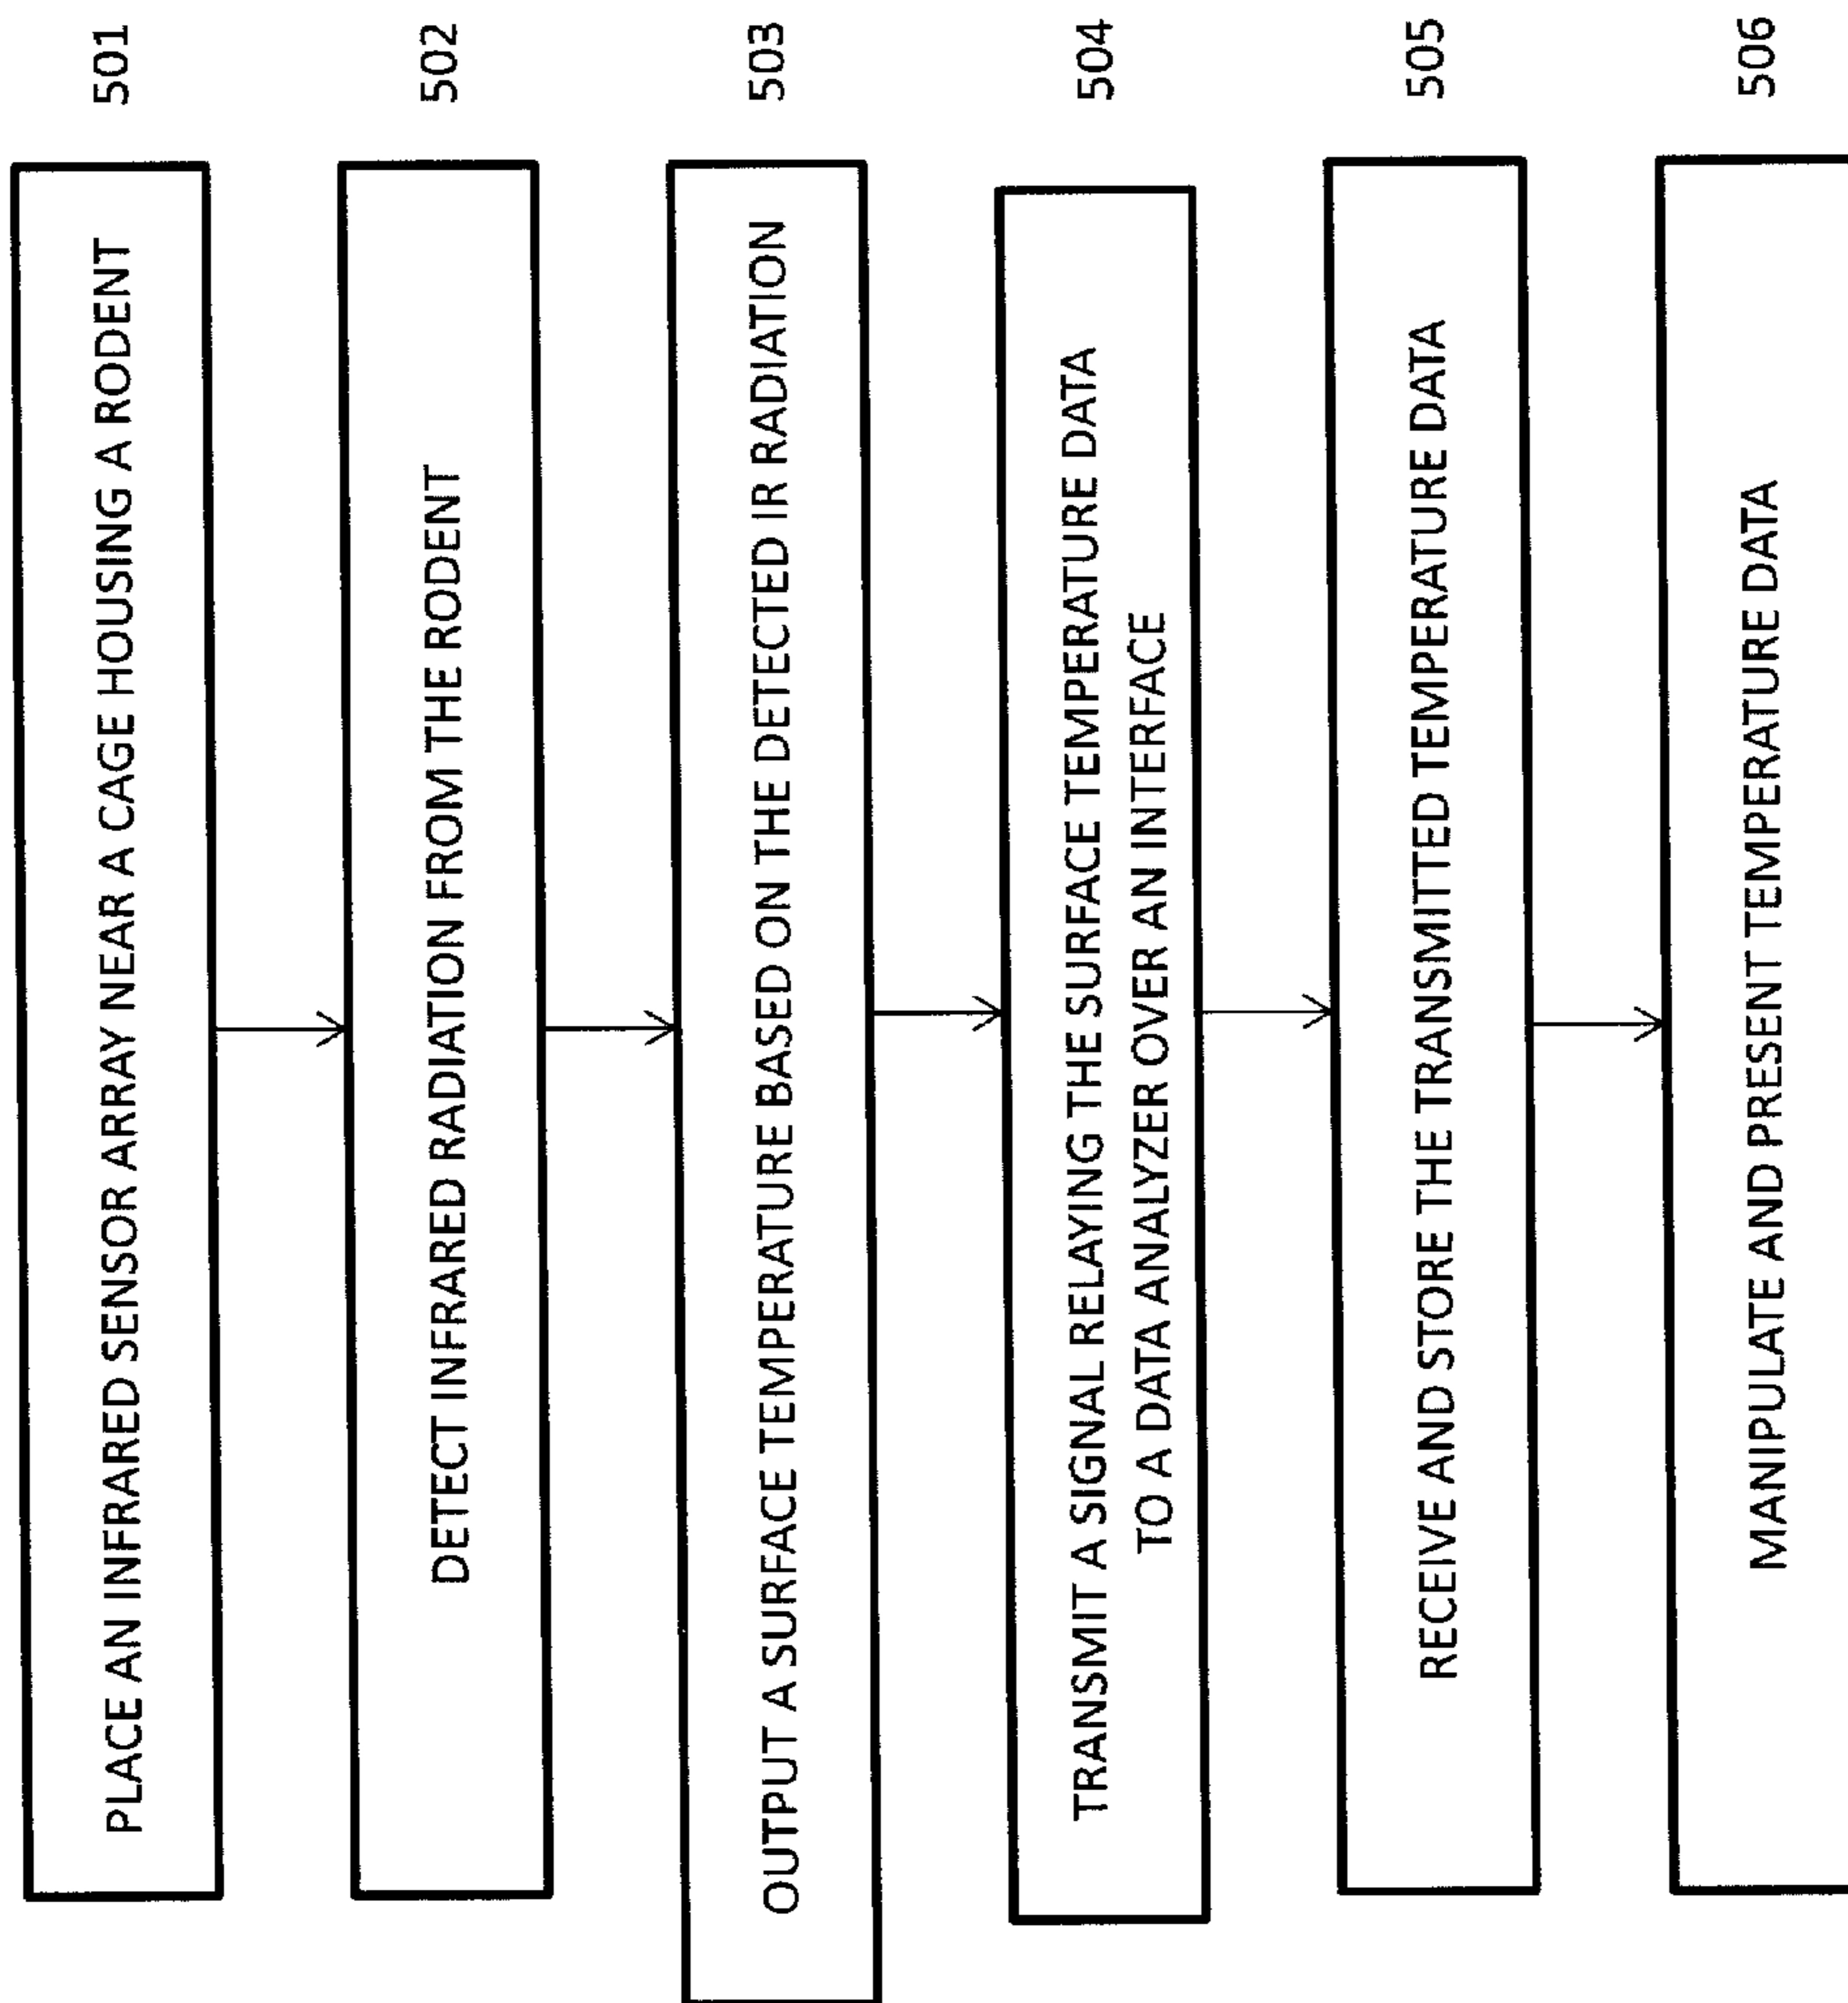 PLACE AN INFRARED SENSOR ARRAY NEAR A CAGE HOUSING A RODENT
501
DETECT INFRARED RADIATION FROM THE RODENT
502
OUTPUT A SURFACE TEMPERATURE BASED ON THE DETECTED IR RADIATION
503
TRANSMIT A SIGNAL RELAYING THE SURFACE TEMPERATURE DATA
TO A DATA ANALYZER OVER AN INTERFACE
504
RECEIVE AND STORE THE TRANSMITTED TEMPERATURE DATA
505
MANIPULATE AND PRESENT TEMPERATURE DATA
506